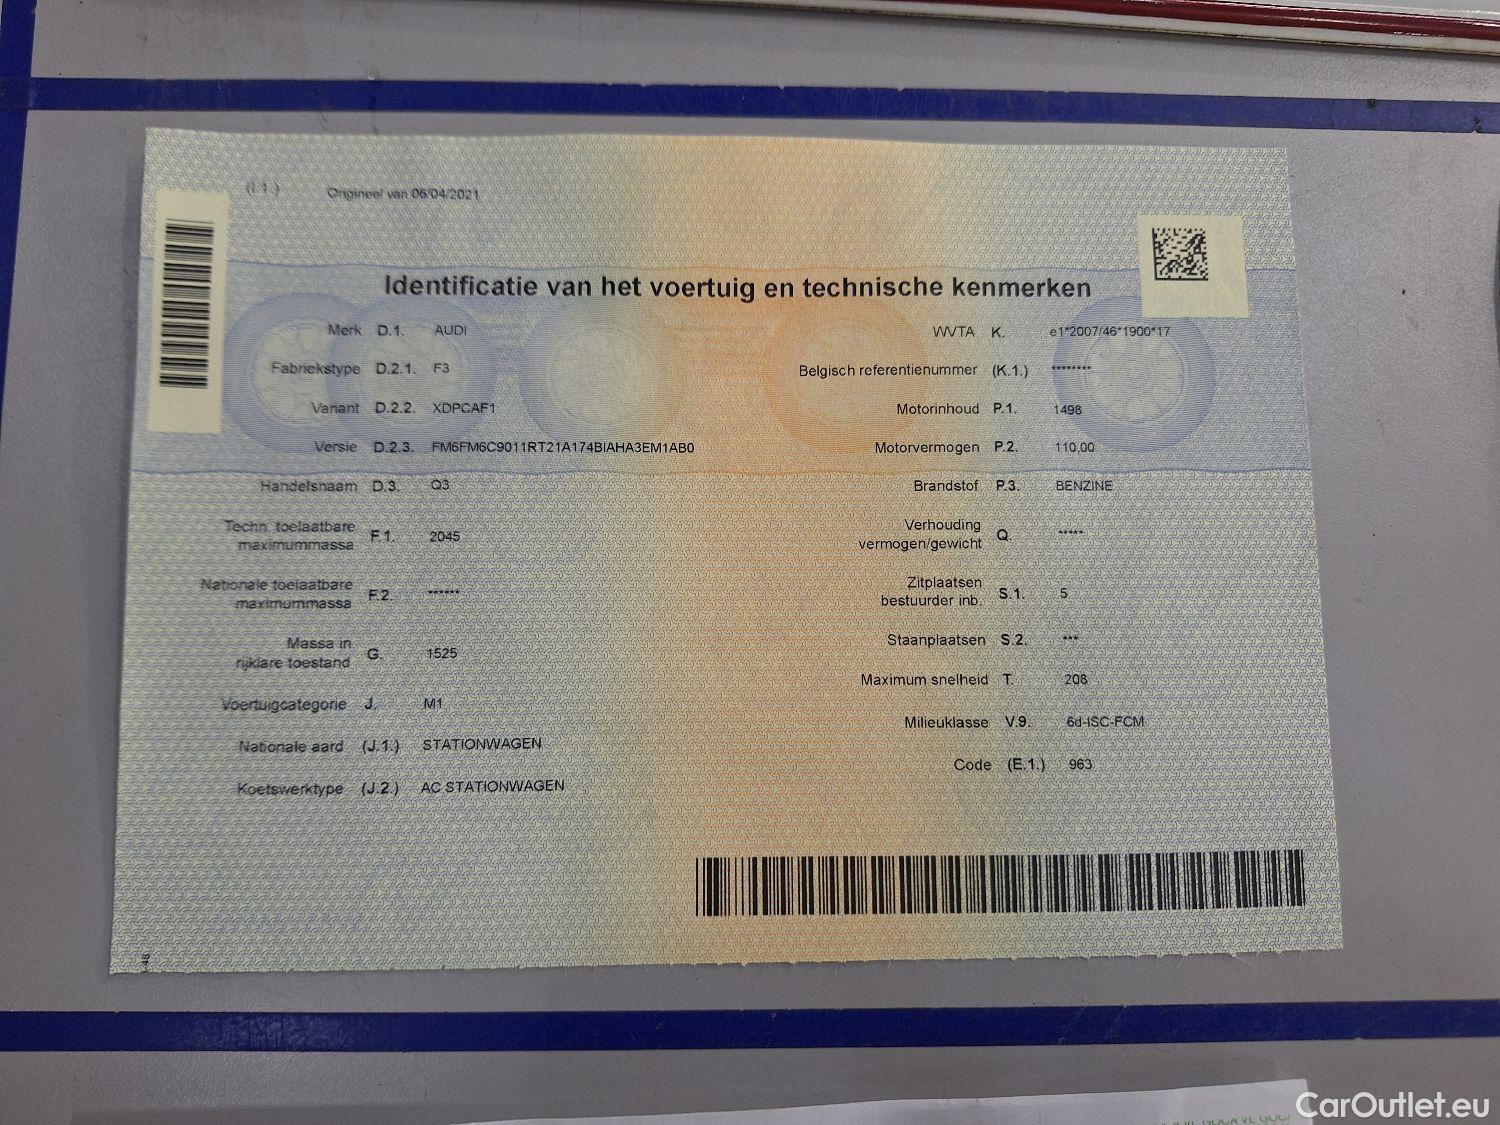 (I.1.) Origineel van 06/04/2021
Identificatie van het voertuig en technische kenmerken
Merk D.1. AUDI
Fabriekstype D.2.1. F3
Variant D.2.2. XDPCAF1
Versie D.2.3. FM6FM6C9011RT21A174BIAHA3EM1AB0
Handelsnaam D.3. Q3
Techn. toelaatbare
maximummassa F.1. 2045
Nationale toelaatbare
maximummassa F.2. ******
Massa in
rijklare toestand G. 1525
Voertuigcategorie J. M1
Nationale aard (J.1.) STATIONWAGEN
Koetswerktype (J.2.) AC STATIONWAGEN
WVTA K. e1*2007/46*1900*17
Belgisch referentienummer (K.1.) ********
Motorinhoud P.1. 1498
Motorvermogen P.2. 110,00
Brandstof P.3. BENZINE
Verhouding
vermogen/gewicht Q. *****
Zitplaatsen
bestuurder inb. S.1. 5
Staanplaatsen S.2. ***
Maximum snelheid T. 208
Milieuklasse V.9. 6d-ISC-FCM
Code (E.1.) 963
CarOutlet.eu